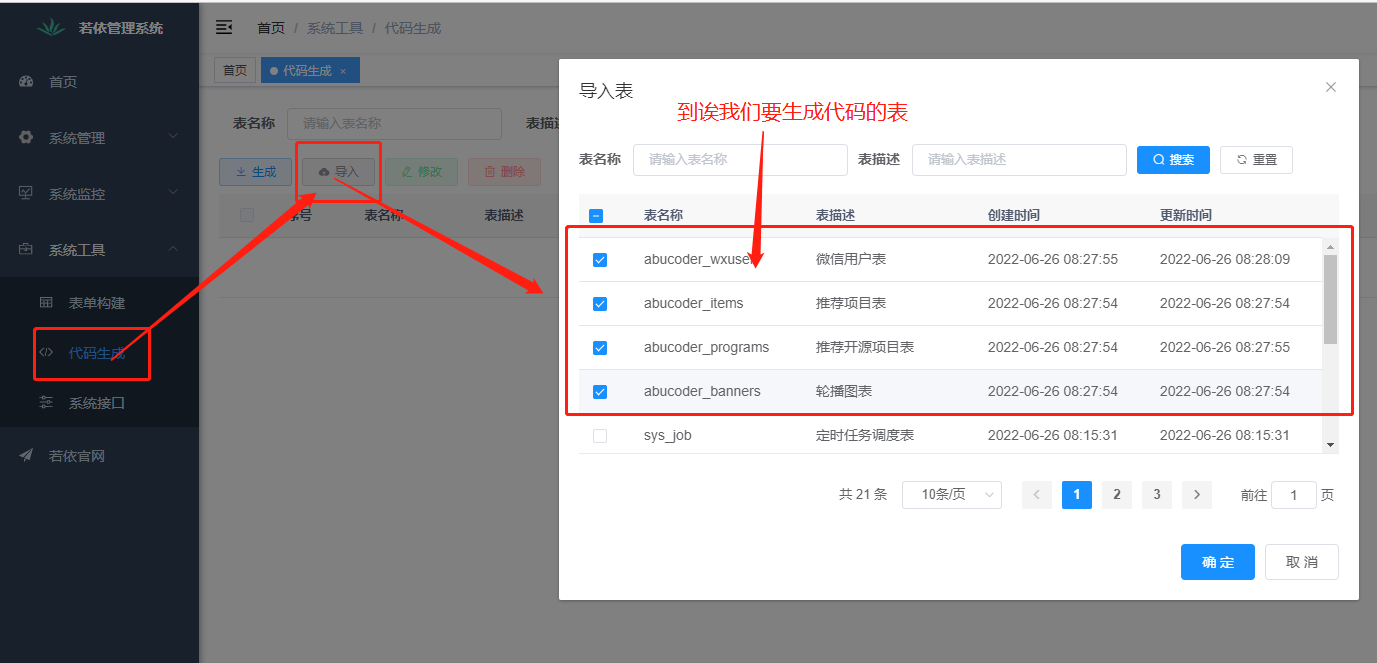 若依管理系统
首页
系统管理
系统监控
系统工具
表单构建
代码生成
系统接口
若依官网
首页 / 系统工具 / 代码生成
首页 代码生成 ×
表名称 请输入表名称
生成 导入 修改 删除
表名称 表描述
导入表
到诶我们要生成代码的表
表名称 请输入表名称 表描述 请输入表描述 搜索 重置
表名称 表描述 创建时间 更新时间
abucoder_wxuser 微信用户表 2022-06-26 08:27:55 2022-06-26 08:28:09
abucoder_items 推荐项目表 2022-06-26 08:27:54 2022-06-26 08:27:54
abucoder_programs 推荐开源项目表 2022-06-26 08:27:54 2022-06-26 08:27:55
abucoder_banners 轮播图表 2022-06-26 08:27:54 2022-06-26 08:27:54
sys_job 定时任务调度表 2022-06-26 08:15:31 2022-06-26 08:15:31
共 21 条 10条/页 < 1 2 3 > 前往 1 页
确 定 取 消